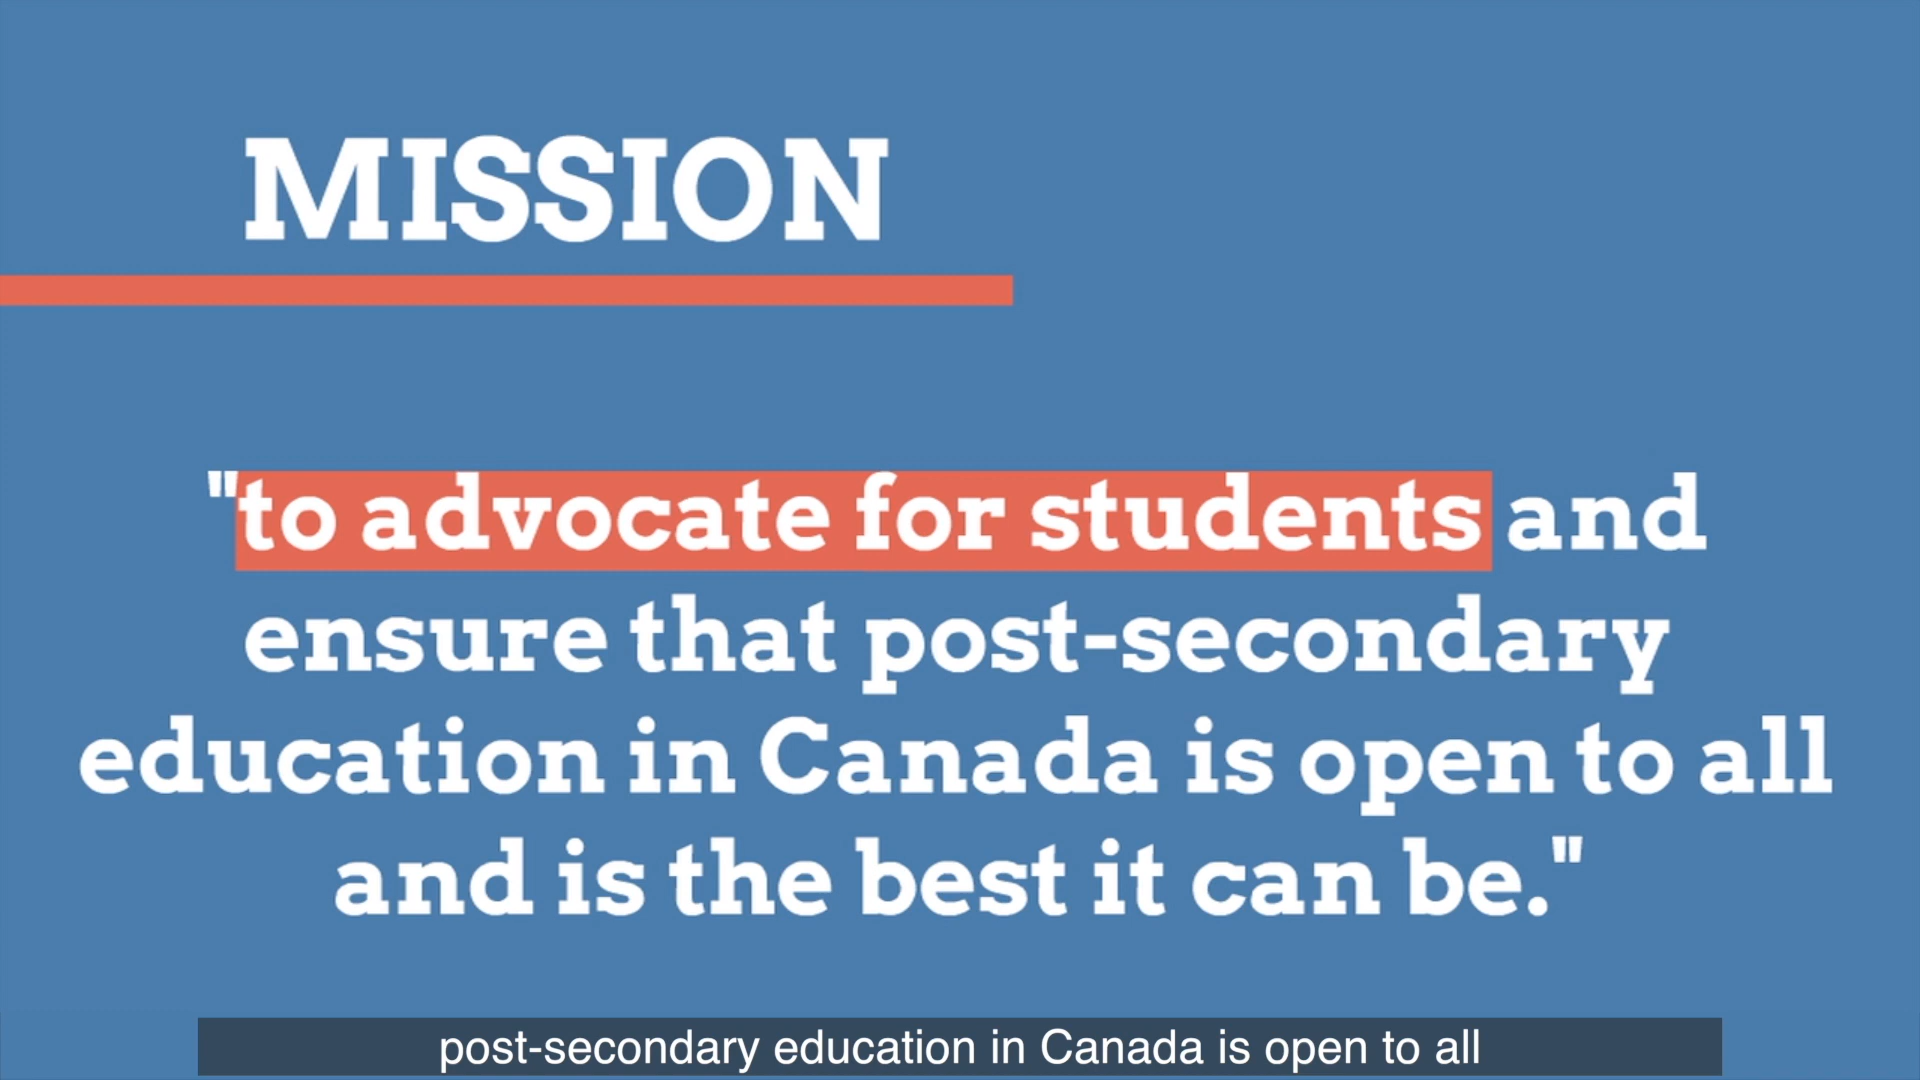 MISSION
"to advocate for students and
ensure that post-secondary
education in Canada is open to all
and is the best it can be."
post-secondary education in Canada is open to all